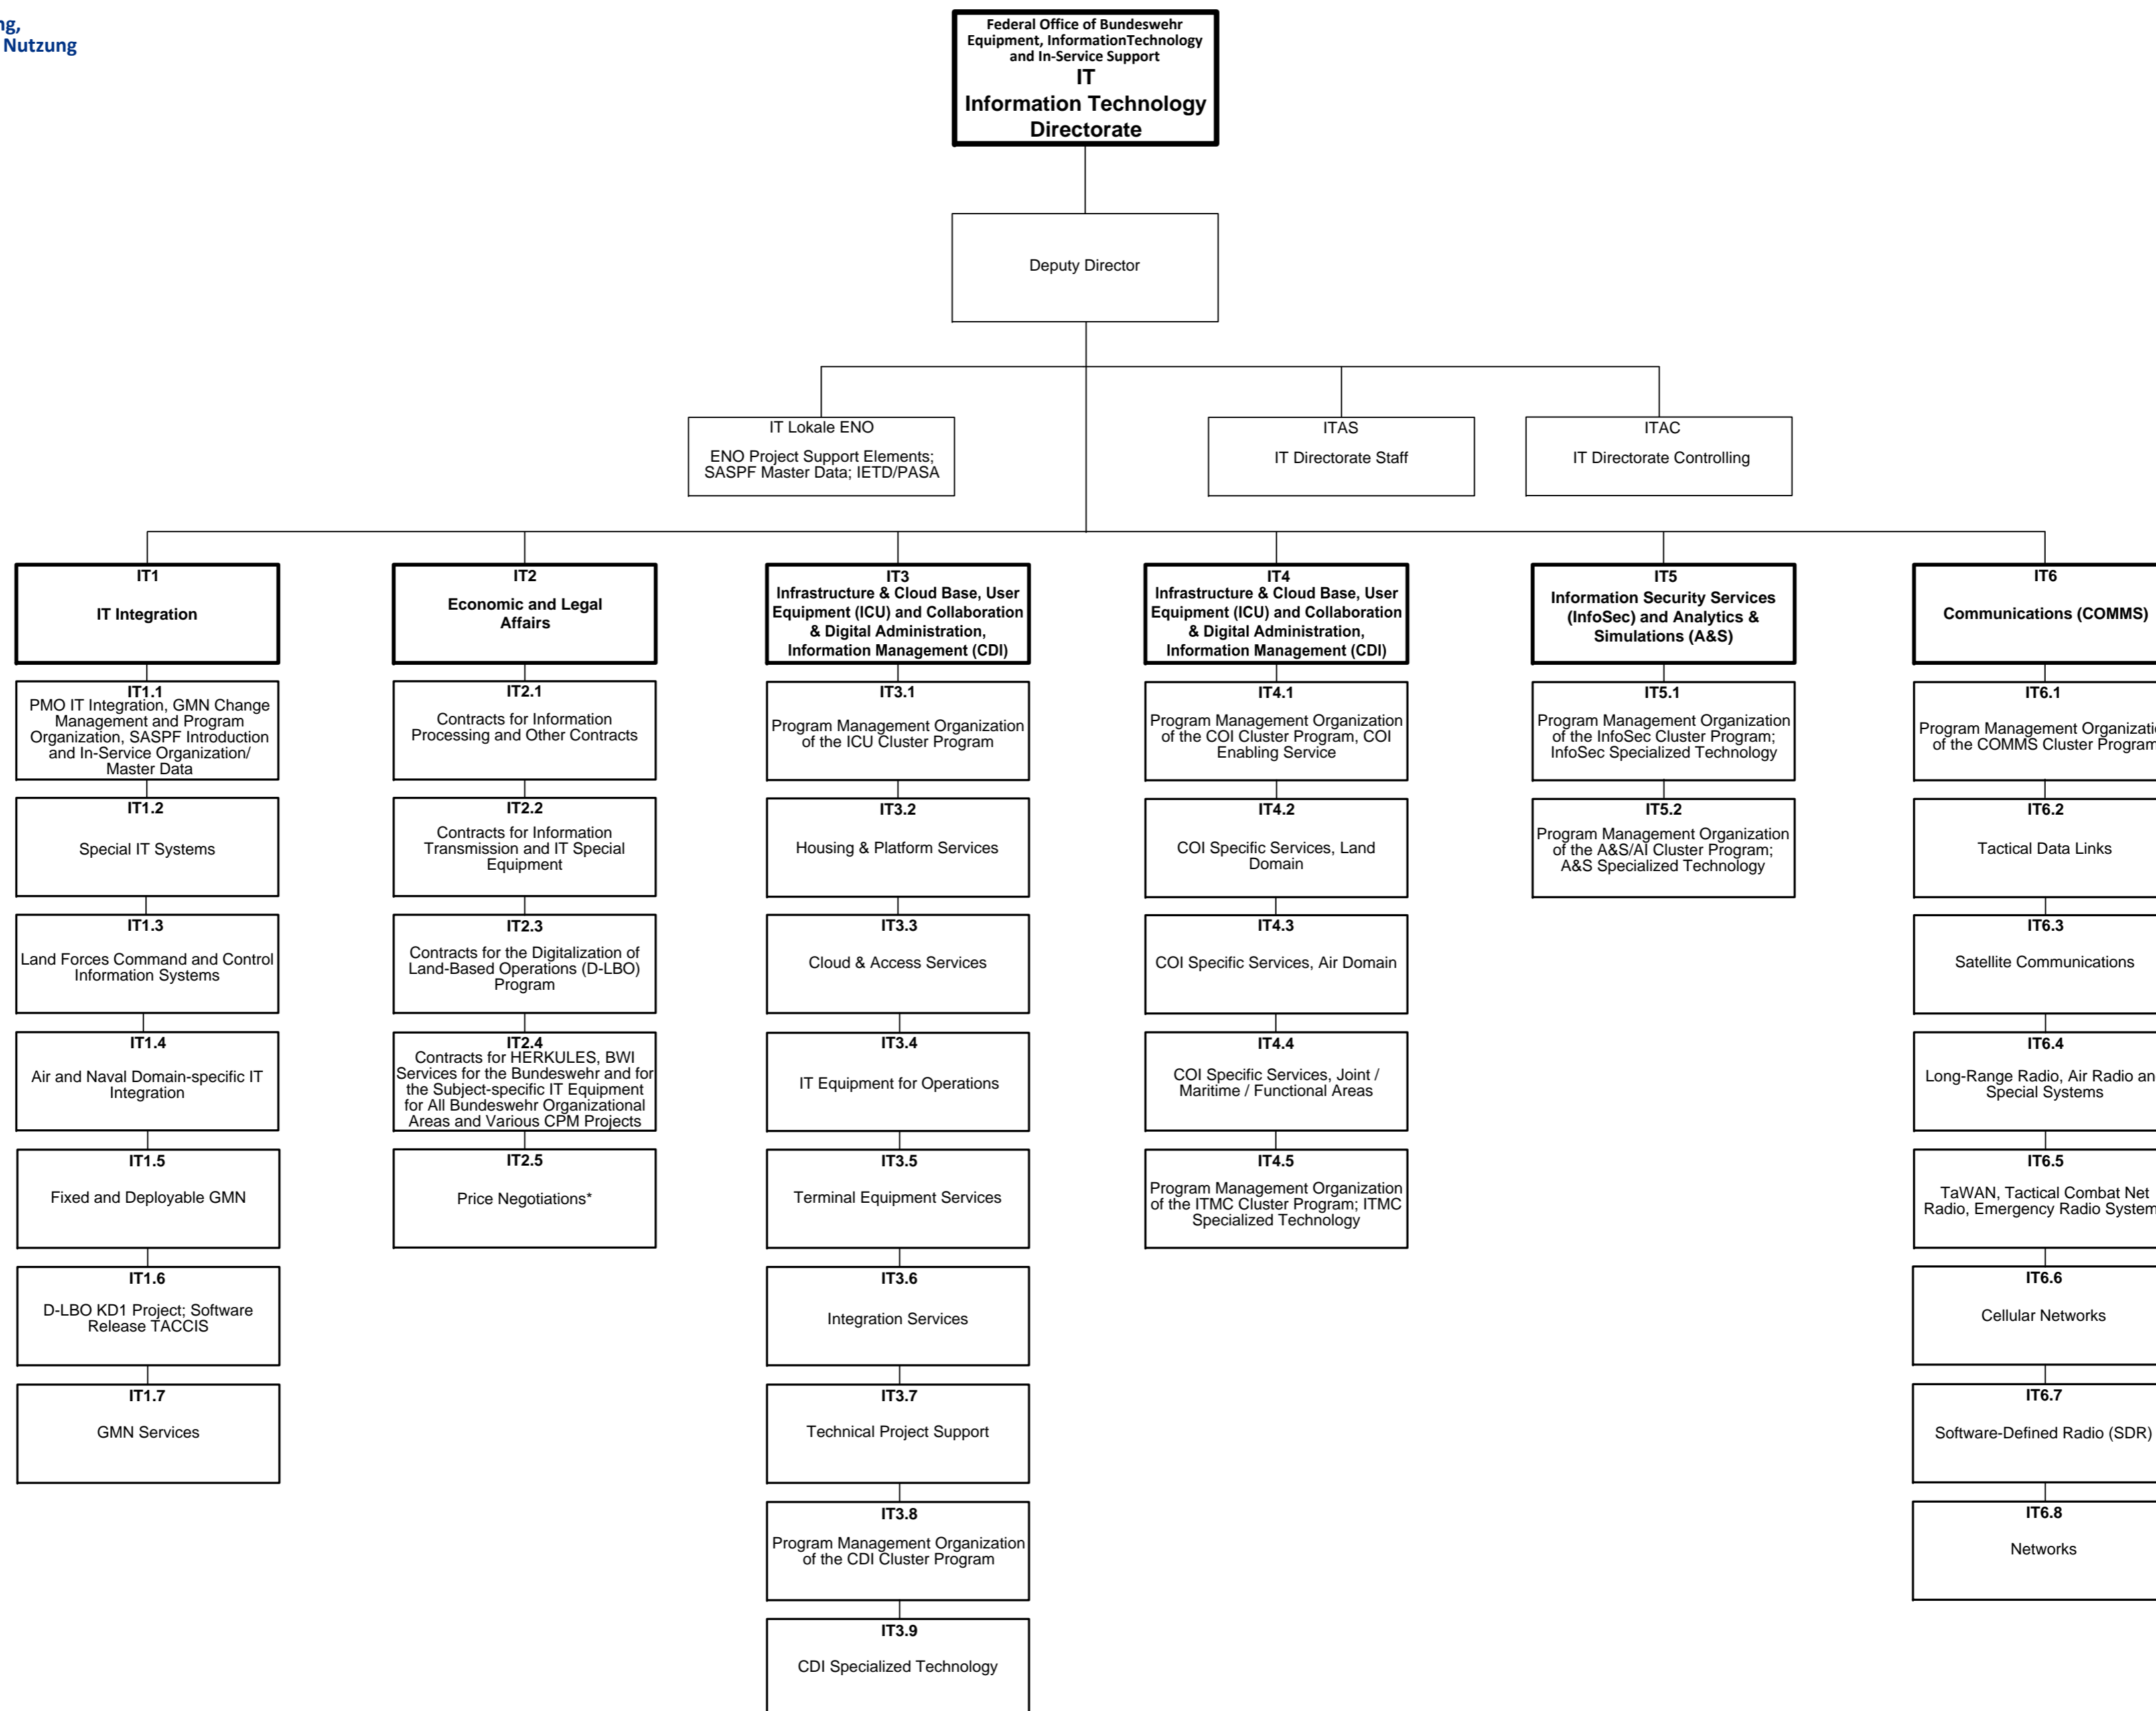 ng,
Nutzung
Federal Office of Bundeswehr
Equipment, InformationTechnology
and In-Service Support
IT
Information Technology
Directorate
Deputy Director
IT Lokale ENO
ENO Project Support Elements;
SASPF Master Data; IETD/PASA
ITAS
IT Directorate Staff
ITAC
IT Directorate Controlling
IT1
IT Integration
IT1.1
PMO IT Integration, GMN Change
Management and Program
Organization, SASPF Introduction
and In-Service Organization/
Master Data
IT1.2
Special IT Systems
IT1.3
Land Forces Command and Control
Information Systems
IT1.4
Air and Naval Domain-specific IT
Integration
IT1.5
Fixed and Deployable GMN
IT1.6
D-LBO KD1 Project; Software
Release TACCIS
IT1.7
GMN Services
IT2
Economic and Legal
Affairs
IT2.1
Contracts for Information
Processing and Other Contracts
IT2.2
Contracts for Information
Transmission and IT Special
Equipment
IT2.3
Contracts for the Digitalization of
Land-Based Operations (D-LBO)
Program
IT2.4
Contracts for HERKULES, BWI
Services for the Bundeswehr and for
the Subject-specific IT Equipment
for All Bundeswehr Organizational
Areas and Various CPM Projects
IT2.5
Price Negotiations*
IT3
Infrastructure & Cloud Base, User
Equipment (ICU) and Collaboration
& Digital Administration,
Information Management (CDI)
IT3.1
Program Management Organization
of the ICU Cluster Program
IT3.2
Housing & Platform Services
IT3.3
Cloud & Access Services
IT3.4
IT Equipment for Operations
IT3.5
Terminal Equipment Services
IT3.6
Integration Services
IT3.7
Technical Project Support
IT3.8
Program Management Organization
of the CDI Cluster Program
IT3.9
CDI Specialized Technology
IT4
Infrastructure & Cloud Base, User
Equipment (ICU) and Collaboration
& Digital Administration,
Information Management (CDI)
IT4.1
Program Management Organization
of the COI Cluster Program, COI
Enabling Service
IT4.2
COI Specific Services, Land
Domain
IT4.3
COI Specific Services, Air Domain
IT4.4
COI Specific Services, Joint /
Maritime / Functional Areas
IT4.5
Program Management Organization
of the ITMC Cluster Program; ITMC
Specialized Technology
IT5
Information Security Services
(InfoSec) and Analytics &
Simulations (A&S)
IT5.1
Program Management Organization
of the InfoSec Cluster Program;
InfoSec Specialized Technology
IT5.2
Program Management Organization
of the A&S/AI Cluster Program;
A&S Specialized Technology
IT6
Communications (COMMS)
IT6.1
Program Management Organizati
of the COMMS Cluster Program
IT6.2
Tactical Data Links
IT6.3
Satellite Communications
IT6.4
Long-Range Radio, Air Radio an
Special Systems
IT6.5
TaWAN, Tactical Combat Net
Radio, Emergency Radio System
IT6.6
Cellular Networks
IT6.7
Software-Defined Radio (SDR)
IT6.8
Networks